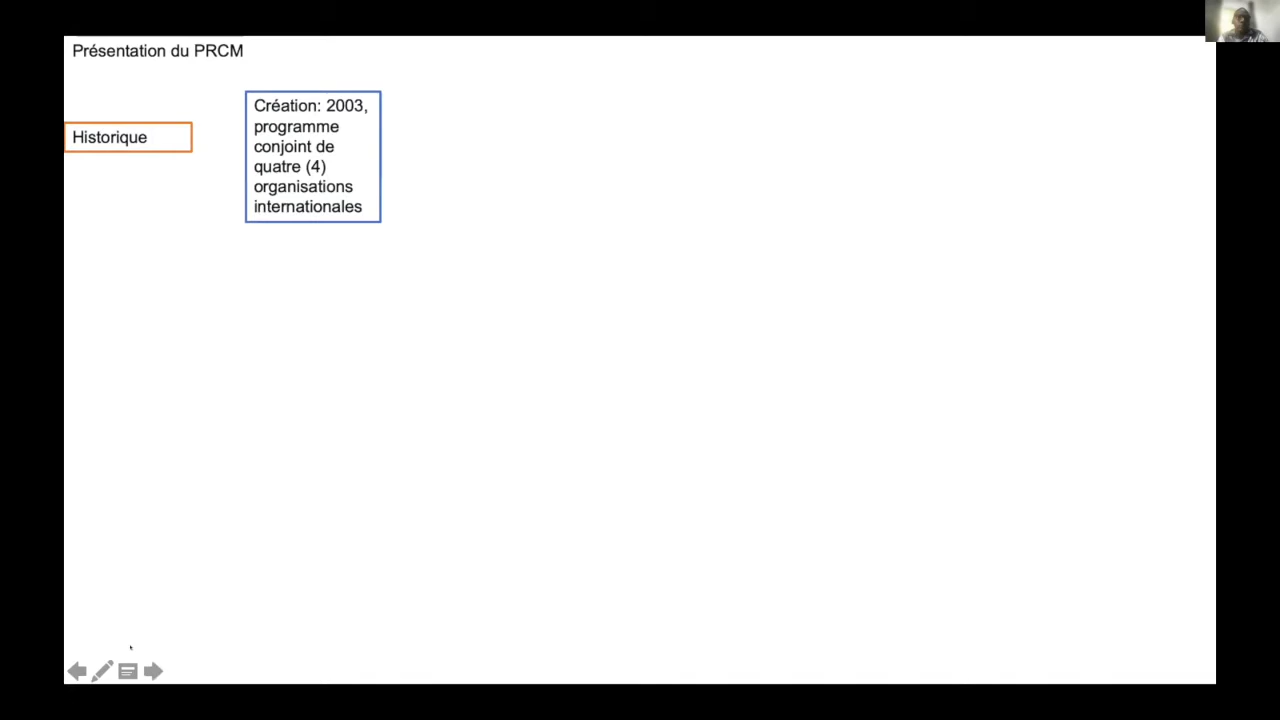 Présentation du PRCM
Historique
Création: 2003,
programme
conjoint de
quatre (4)
organisations
internationales